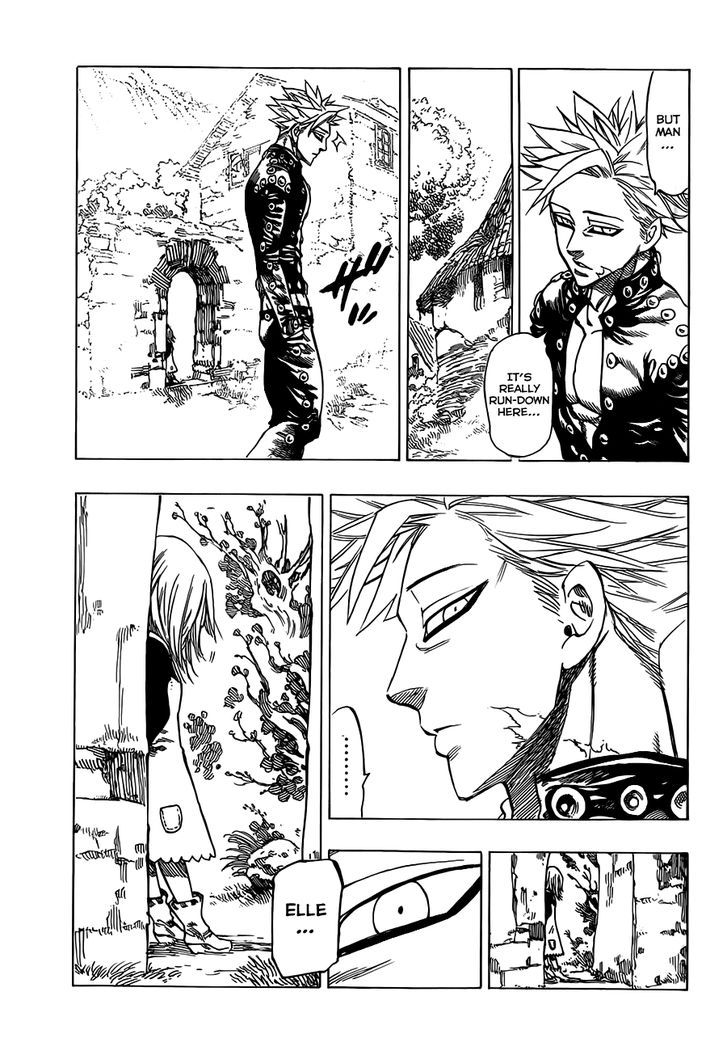 BUT
MAN
...
IT'S
REALLY
RUN-DOWN
HERE...
.......
ELLE
...